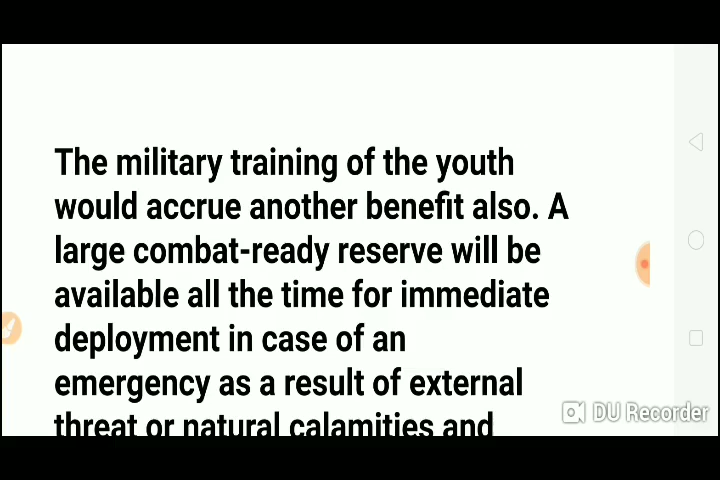 The military training of the youth
would accrue another benefit also. A
large combat-ready reserve will be
available all the time for immediate
deployment in case of an
emergency as a result of external
threat or natural calamities and
DU Recorder